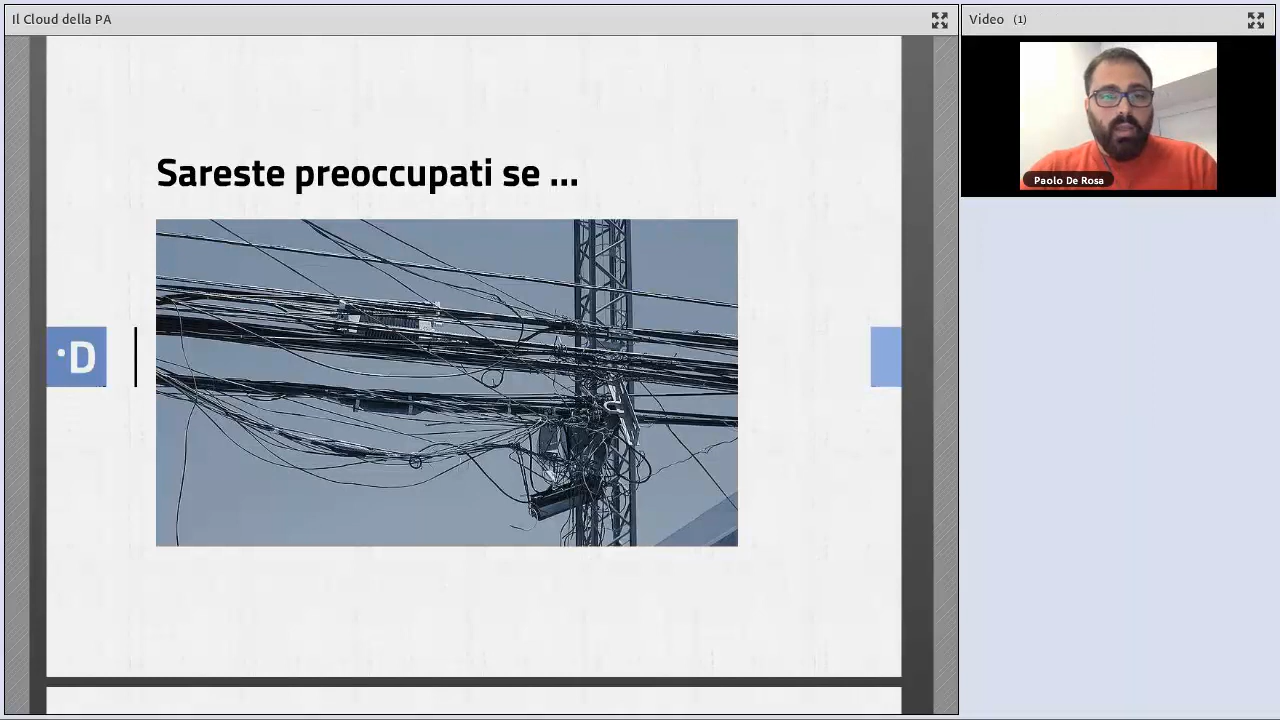 Il Cloud della PA
Video (1)
Sareste preoccupati se ...
·D
Paolo De Rosa